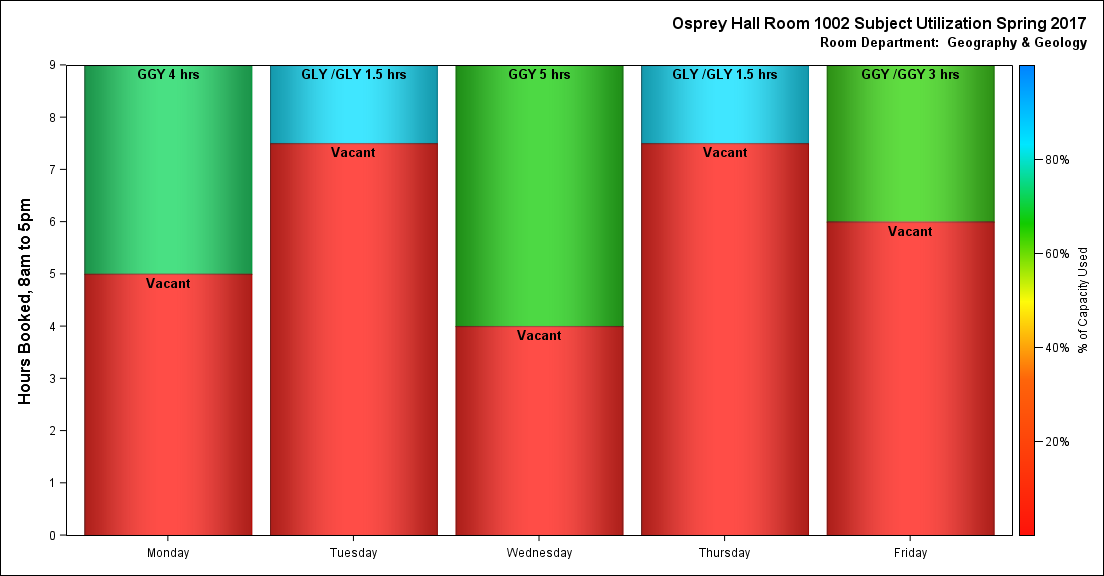 Osprey Hall Room 1002 Subject Utilization Spring 2017
Room Department:  Geography & Geology
Hours Booked, 8am to 5pm
9
8
7
6
5
4
3
2
1
0
GGY 4 hrs
Vacant
GLY /GLY 1.5 hrs
Vacant
GGY 5 hrs
Vacant
GLY /GLY 1.5 hrs
Vacant
GGY /GGY 3 hrs
Vacant
Monday
Tuesday
Wednesday
Thursday
Friday
80%
60%
40%
20%
% of Capacity Used